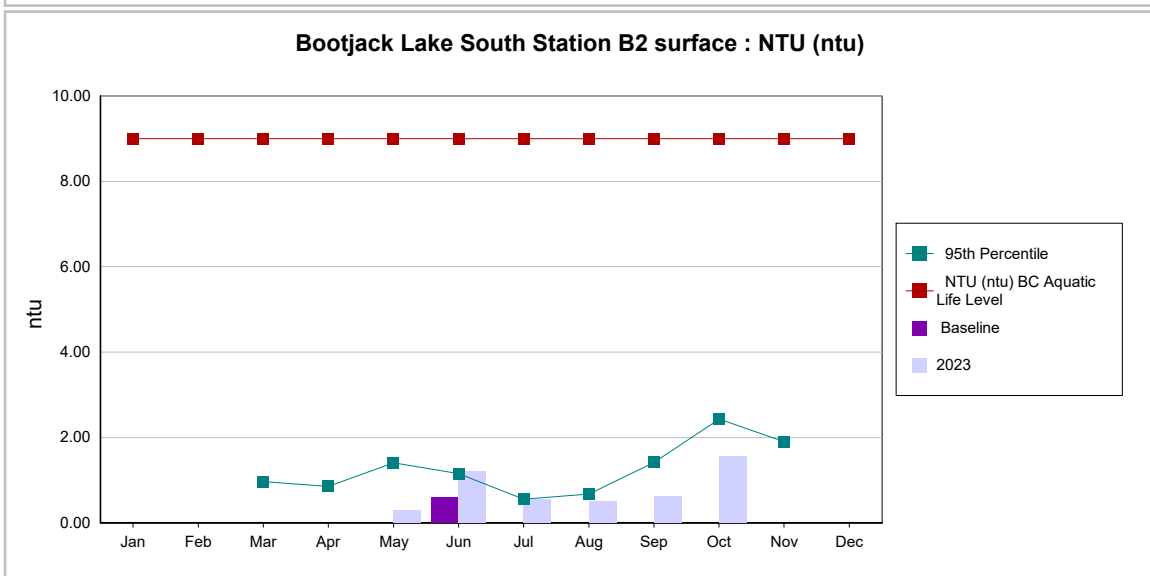 Bootjack Lake South Station B2 surface : NTU (ntu)
10.00
8.00
6.00
4.00
2.00
0.00
ntu
Jan Feb Mar Apr May Jun Jul Aug Sep Oct Nov Dec
95th Percentile
NTU (ntu) BC Aquatic
Life Level
Baseline
2023